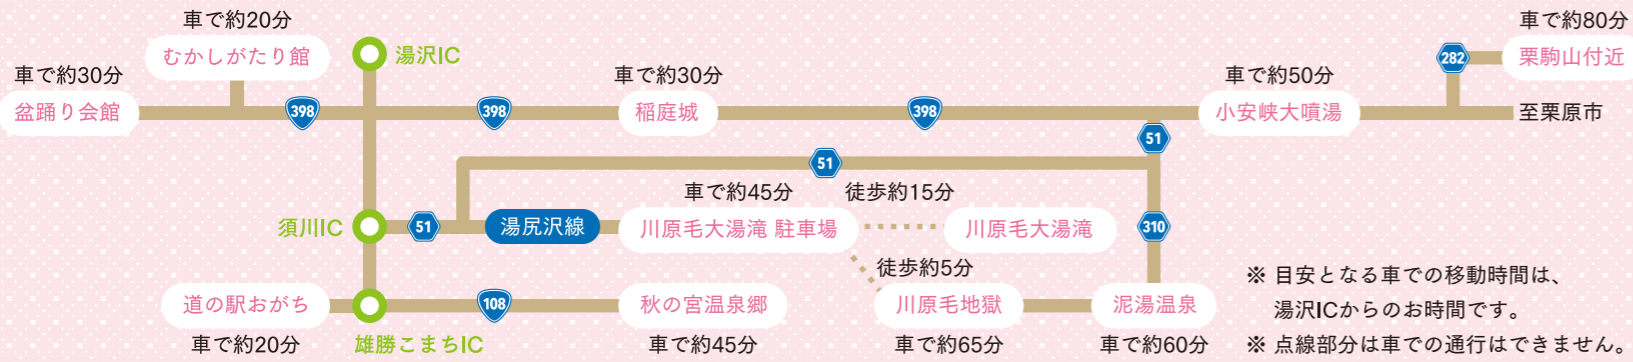 車で約20分
むかしがたり館
湯沢IC
車で約80分
栗駒山付近
282
車で約30分
盆踊り会館
398
398
車で約30分
稲庭城
398
車で約50分
小安峡大噴湯
至栗原市
51
51
車で約45分
徒歩約15分
須川IC
51
湯尻沢線
川原毛大湯滝 駐車場
川原毛大湯滝
310
徒歩約5分
道の駅おがち
108
秋の宮温泉郷
川原毛地獄
泥湯温泉
車で約20分
雄勝こまちIC
車で約45分
車で約65分
車で約60分
※ 目安となる車での移動時間は、
湯沢ICからのお時間です。
※ 点線部分は車での通行はできません。